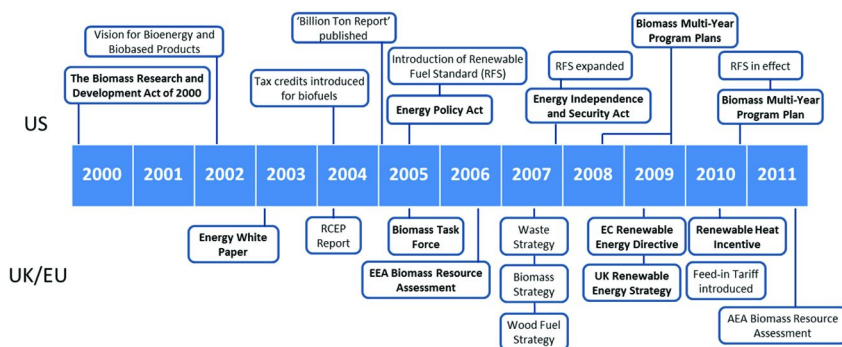 Vision for Bioenergy and
Biobased Products
The Biomass Research and
Development Act of 2000
Tax credits introduced
for biofuels
'Billion Ton Report'
published
Introduction of Renewable
Fuel Standard (RFS)
Energy Policy Act
RFS expanded
Energy Independence
and Security Act
Biomass Multi-Year
Program Plans
RFS in effect
Biomass Multi-Year
Program Plan
US
2000 2001 2002 2003 2004 2005 2006 2007 2008 2009 2010 2011
UK/EU
Energy White
Paper
RCEP
Report
Biomass Task
Force
EEA Biomass Resource
Assessment
Waste
Strategy
Biomass
Strategy
Wood Fuel
Strategy
EC Renewable
Energy Directive
UK Renewable
Energy Strategy
Renewable Heat
Incentive
Feed-in Tariff
introduced
AEA Biomass Resource
Assessment